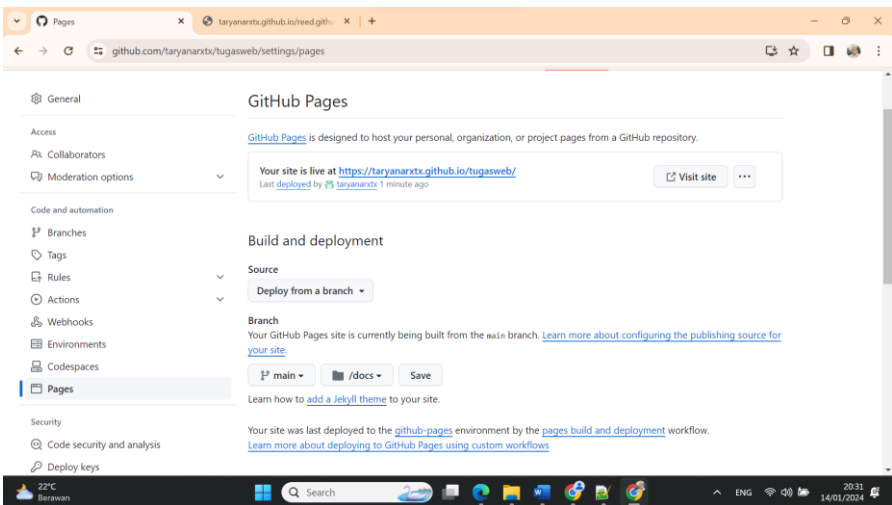 Pages
taryanarxtx.github.io/reed.githu
github.com/taryanarxtx/tugasweb/settings/pages
General
Access
Collaborators
Moderation options
Code and automation
Branches
Tags
Rules
Actions
Webhooks
Environments
Codespaces
Pages
Security
Code security and analysis
Deploy keys
GitHub Pages
GitHub Pages is designed to host your personal, organization, or project pages from a GitHub repository.
Your site is live at https://taryanarxtx.github.io/tugasweb/
Last deployed by taryanarxtx 1 minute ago
Visit site
Build and deployment
Source
Deploy from a branch
Branch
Your GitHub Pages site is currently being built from the main branch. Learn more about configuring the publishing source for
your site.
main
/docs
Save
Learn how to add a Jekyll theme to your site.
Your site was last deployed to the github-pages environment by the pages build and deployment workflow.
Learn more about deploying to GitHub Pages using custom workflows
22°C
Berawan
Search
ENG
20:31
14/01/2024